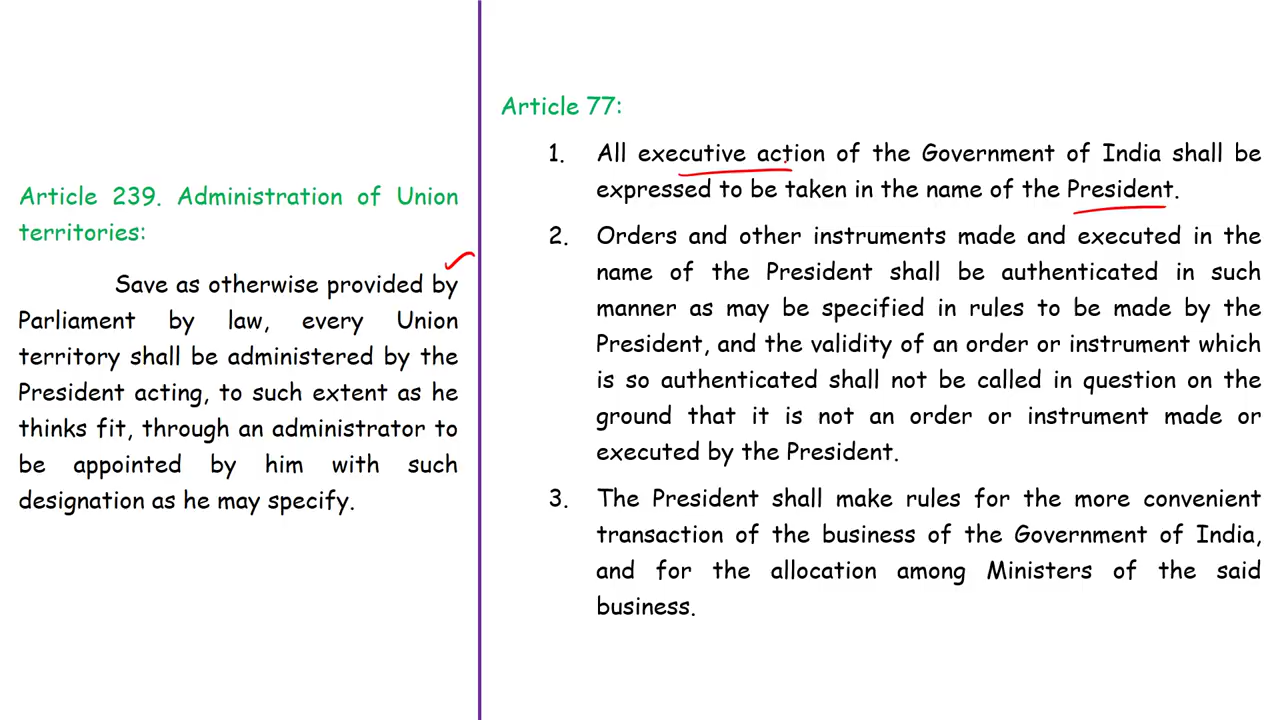 Article 239. Administration of Union
territories:
Save as otherwise provided by
Parliament by law, every Union
territory shall be administered by the
President acting, to such extent as he
thinks fit, through an administrator to
be appointed by him with such
designation as he may specify.
Article 77:
1. All executive action of the Government of India shall be
expressed to be taken in the name of the President.
2. Orders and other instruments made and executed in the
name of the President shall be authenticated in such
manner as may be specified in rules to be made by the
President, and the validity of an order or instrument which
is so authenticated shall not be called in question on the
ground that it is not an order or instrument made or
executed by the President.
3. The President shall make rules for the more convenient
transaction of the business of the Government of India,
and for the allocation among Ministers of the said
business.